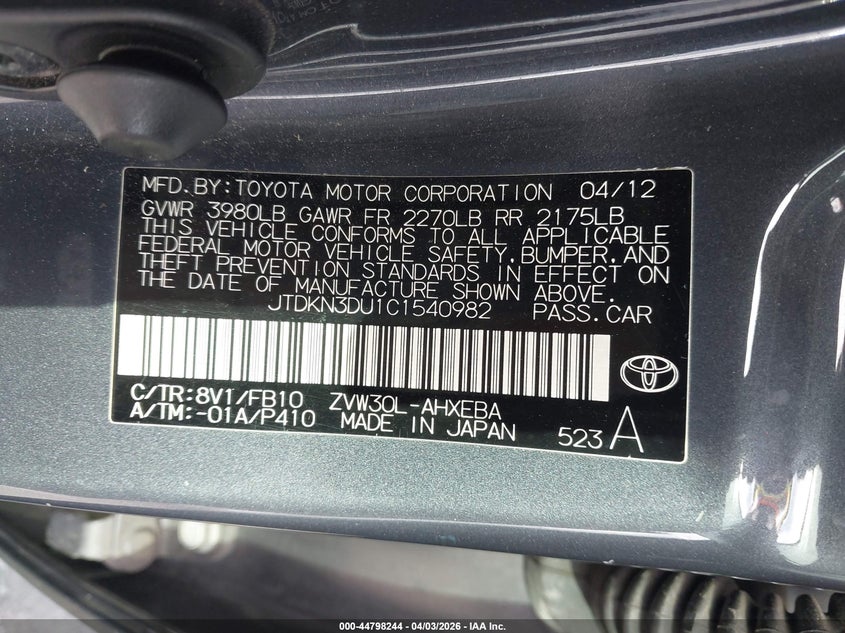 MFD.BY:TOYOTA MOTOR CORPORATION 04/12
GVWR 3980LB GAWR FR 2270LB RR 2175LB
THIS VEHICLE CONFORMS TO ALL APPLICABLE
FEDERAL MOTOR VEHICLE SAFETY,BUMPER,AND
THEFT PREVENTION STANDARDS IN EFFECT ON
THE DATE OF MANUFACTURE SHOWN ABOVE.
JTDKN3DU1C1540982 PASS.CAR
C/TR:8V1/FB10 ZVW30L-AHXEBA
A/TM:-01A/P410 MADE IN JAPAN 523 A
000-44798244 | 04/03/2026 - IAA Inc.